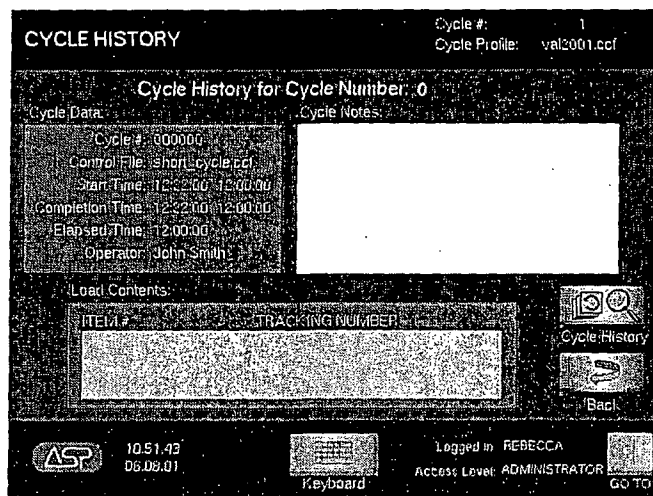 CYCLE HISTORY
Cycle #: 1
Cycle Profile: val2001.ccf
Cycle History for Cycle Number: 0
Cycle Data:
Cycle #: 000000
Control File: short_cycle.ccf
Start Time: 12:22:00 12:00:00
Completion Time: 12:22:00 12:00:00
Elapsed Time: 12:00:00
Operator: John Smith
Cycle Notes:
Load Contents:
ITEM # TRACKING NUMBER
Cycle History
Back
ASP
10.51.43
06.08.01
Keyboard
Logged In: REBECCA
Access Level: ADMINISTRATOR
GO TO